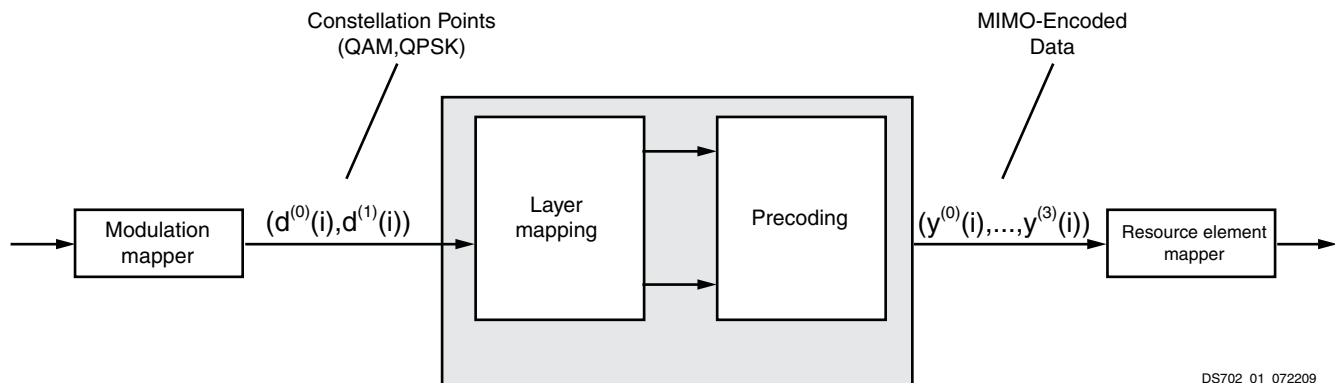 Constellation Points
(QAM,QPSK)
MIMO-Encoded
Data
Modulation
mapper
(d^(0)(i),d^(1)(i))
Layer
mapping
Precoding
(y^(0)(i),...,y^(3)(i))
Resource element
mapper
DS702_01_072209